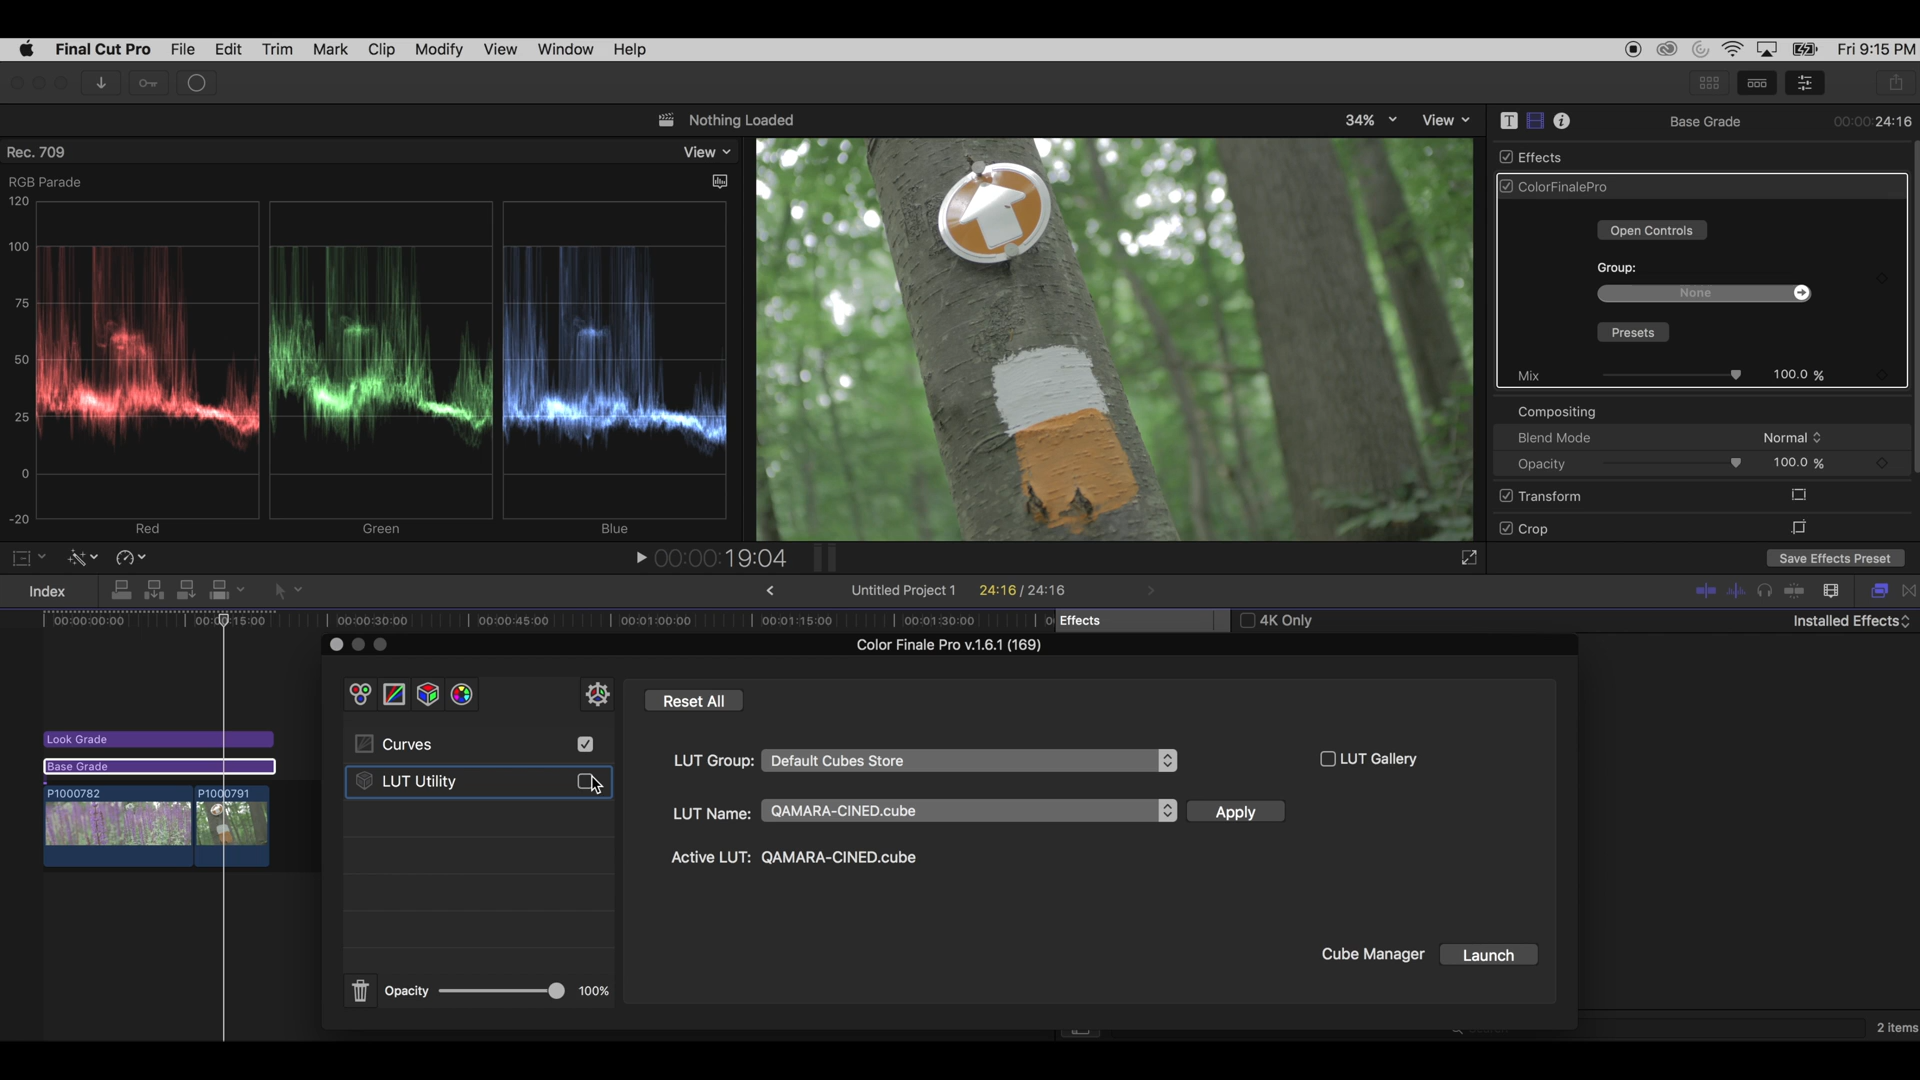 Final Cut Pro File Edit Trim Mark Clip Modify View Window Help Fri 9:15 PM
Nothing Loaded 34% View
Base Grade 00:00:24:16
Rec. 709 View
RGB Parade
120
100
75
50
25
0
-20
Red Green Blue
Effects
ColorFinalePro
Open Controls
Group:
None
Presets
Mix 100.0 %
Compositing
Blend Mode Normal
Opacity 100.0 %
Transform
Crop
00:00:19:04
Save Effects Preset
Index Untitled Project 1 24:16 / 24:16
00:00:00:00 00:00:15:00 00:00:30:00 00:00:45:00 00:01:00:00 00:01:15:00 00:01:30:00
Effects 4K Only Installed Effects
Color Finale Pro v.1.6.1 (169)
Look Grade
Base Grade
P1000782 P1000791
Curves
LUT Utility
Opacity 100%
Reset All
LUT Group: Default Cubes Store LUT Gallery
LUT Name: QAMARA-CINED.cube Apply
Active LUT: QAMARA-CINED.cube
Cube Manager Launch
2 items